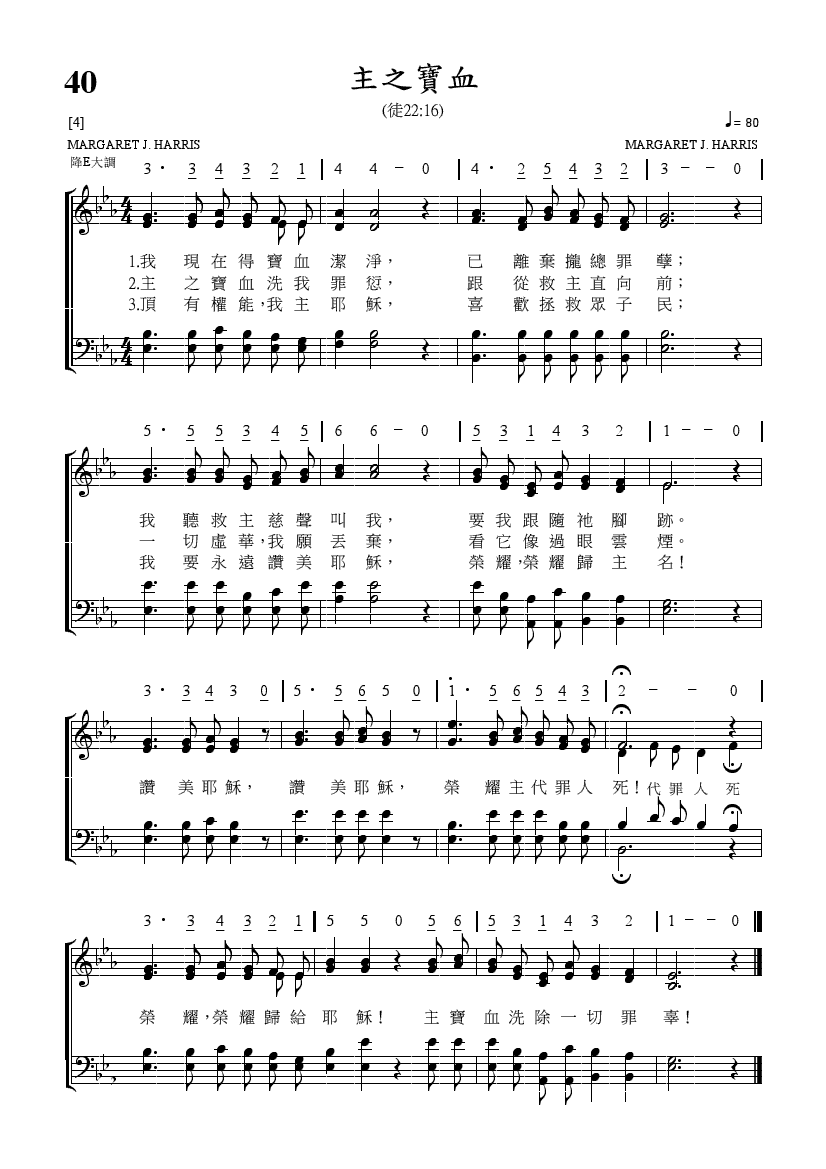 40
主之寶血
(徒22:16)
[4]
♩= 80
MARGARET J. HARRIS
MARGARET J. HARRIS
降E大調
3· 3 4 3 2 1 | 4 4 – 0 | 4· 2 5 4 3 2 | 3 – – 0 |
4/4
1.我 現在得寶血潔淨， 已 離棄攏總罪孽；
2.主 之寶血洗我罪愆， 跟 從救主直向前；
3.頂 有權能，我主耶穌， 喜 歡拯救眾子民；
4/4
5· 5 5 3 4 5 | 6 6 – 0 | 5 3 1 4 3 2 | 1 – – 0 |
我 聽救主慈聲叫我， 要我跟隨祂腳跡。
一 切虛華，我願丟棄， 看它像過眼雲煙。
我 要永遠讚美耶穌， 榮耀，榮耀歸主名！
3· 3 4 3 0 | 5· 5 6 5 0 | 1· 5 6 5 4 3 | 2 – – 0 |
讚 美耶穌， 讚 美耶穌， 榮 耀主代罪人死！代罪人死
3· 3 4 3 2 1 | 5 5 0 5 6 | 5 3 1 4 3 2 | 1 – – 0
榮 耀，榮耀歸給耶穌！ 主寶血洗除一切罪辜！